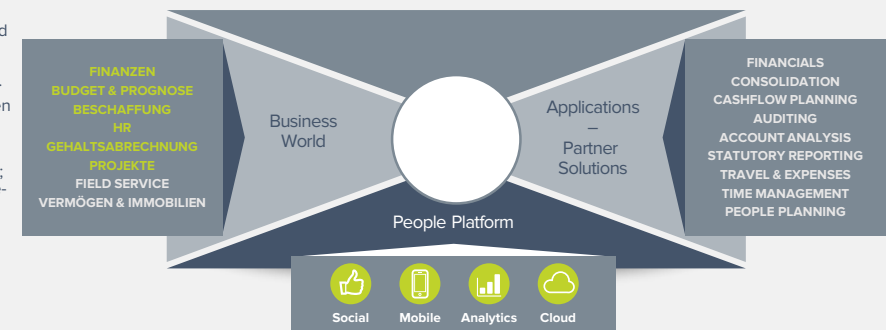 FINANZEN
BUDGET & PROGNOSE
BESCHAFFUNG
HR
GEHALTSABRECHNUNG
PROJEKTE
FIELD SERVICE
VERMÖGEN & IMMOBILIEN
Business
World
Applications
–
Partner
Solutions
FINANCIALS
CONSOLIDATION
CASHFLOW PLANNING
AUDITING
ACCOUNT ANALYSIS
STATUTORY REPORTING
TRAVEL & EXPENSES
TIME MANAGEMENT
PEOPLE PLANNING
People Platform
Social
Mobile
Analytics
Cloud